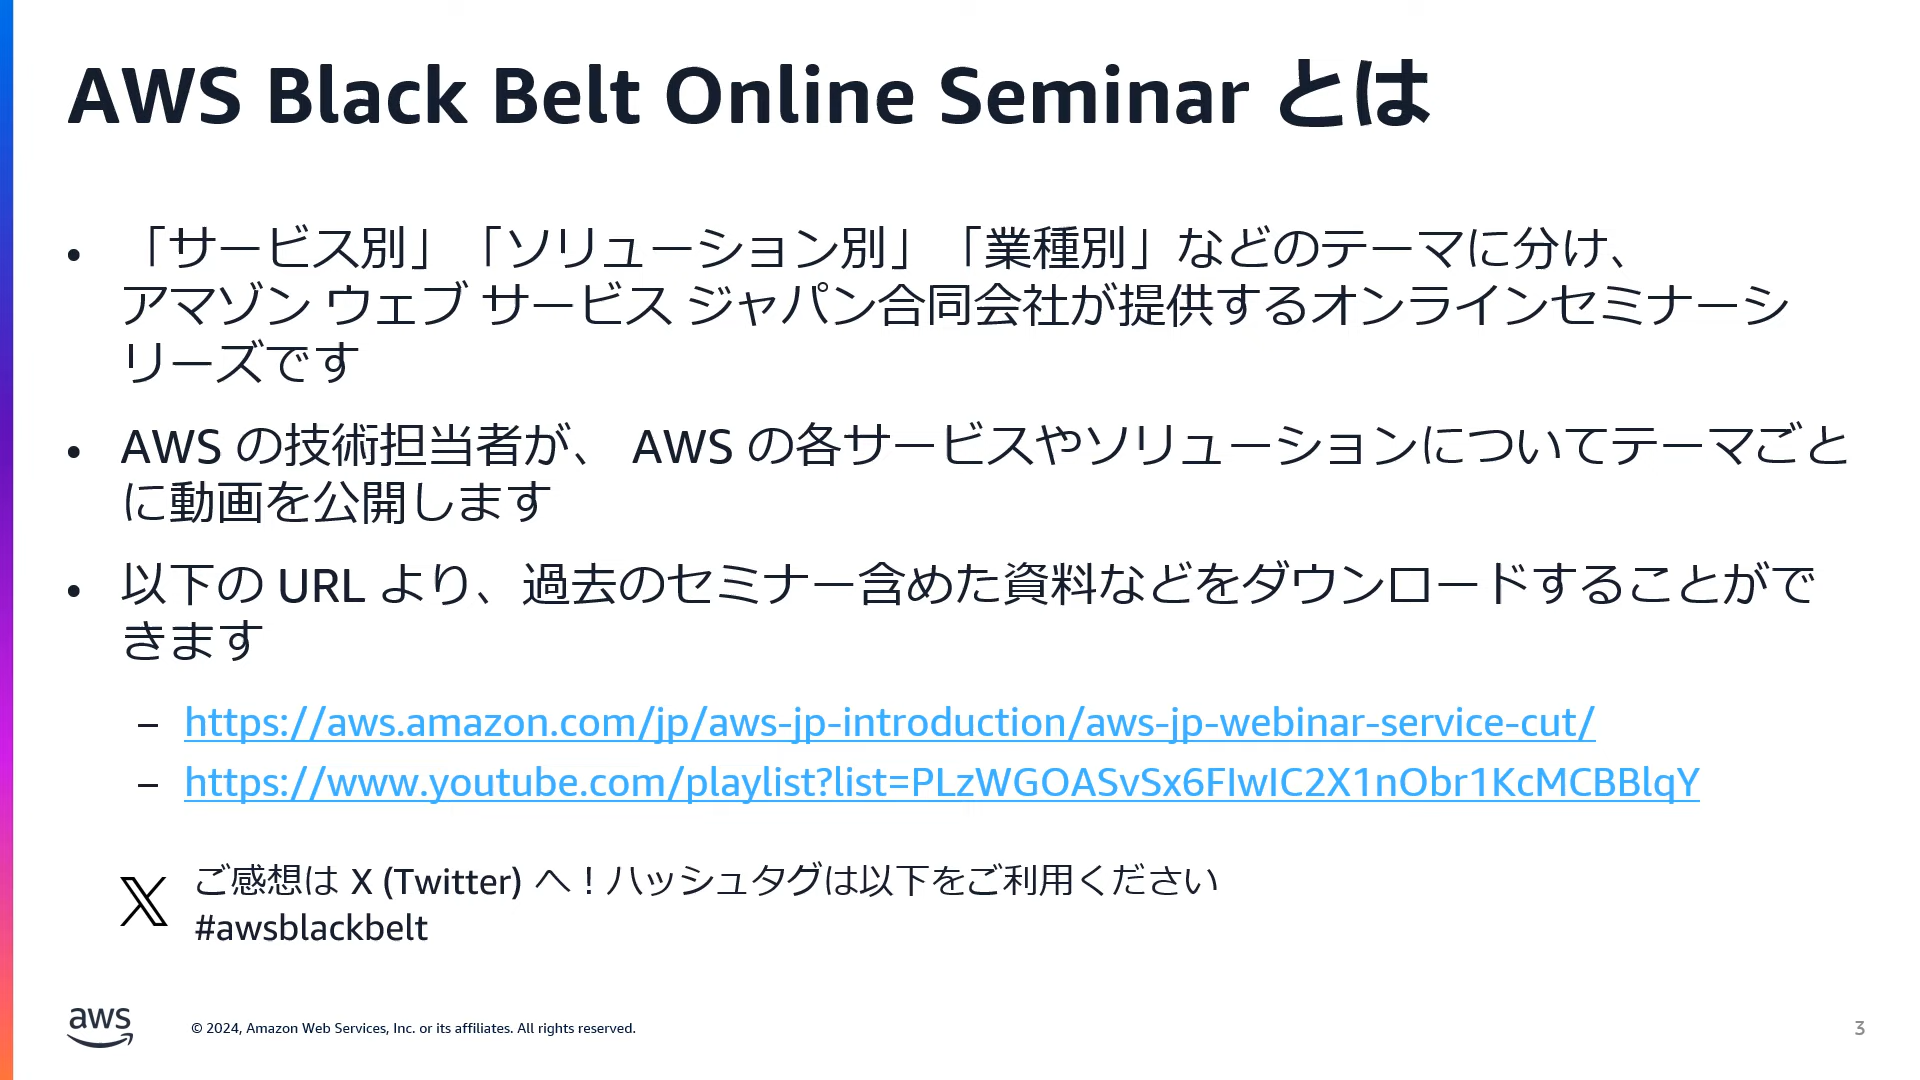 AWS Black Belt Online Seminar とは
• 「サービス別」「ソリューション別」「業種別」などのテーマに分け、
アマゾン ウェブ サービス ジャパン合同会社が提供するオンラインセミナーシ
リーズです
• AWS の技術担当者が、 AWS の各サービスやソリューションについてテーマごと
に動画を公開します
• 以下の URL より、過去のセミナー含めた資料などをダウンロードすることがで
きます
– https://aws.amazon.com/jp/aws-jp-introduction/aws-jp-webinar-service-cut/
– https://www.youtube.com/playlist?list=PLzWGOASvSx6FIwIC2X1nObr1KcMCBBlqY
ご感想は X (Twitter) へ！ハッシュタグは以下をご利用ください
#awsblackbelt
aws
© 2024, Amazon Web Services, Inc. or its affiliates. All rights reserved.
3